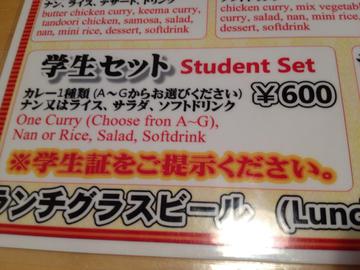 ナン, ライス, サラダ, ドリンク
butter chicken curry, keema curry,
tandoori chicken, samosa, salad,
nan, mini rice, dessert, softdrink
chicken curry, mix vegetable
curry, salad, nan, mini rice,
dessert, softdrink
学生セット Student Set
カレー1種類 (A～Gからお選びください)
ナン又はライス、サラダ、ソフトドリンク
¥600
One Curry (Choose fron A~G),
Nan or Rice, Salad, Softdrink
※学生証をご提示ください。
ランチグラスビール (Lunc